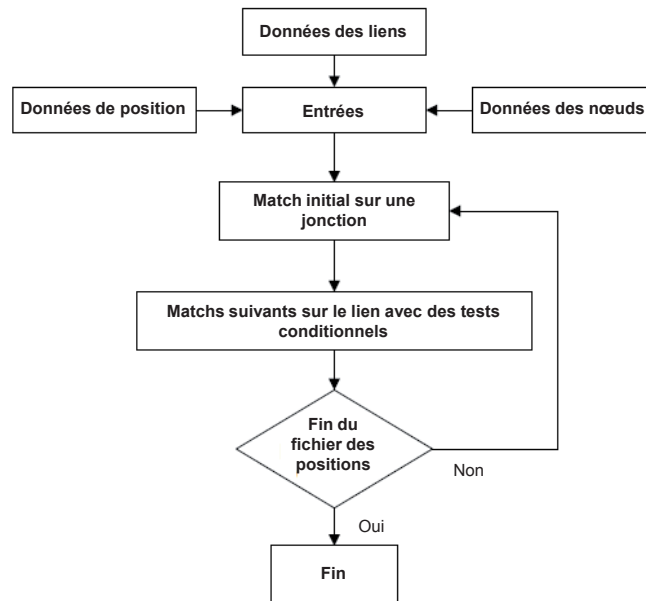 Données des liens
Données de position
Entrées
Données des nœuds
Match initial sur une
jonction
Matchs suivants sur le lien avec des tests
conditionnels
Fin du
fichier des
positions
Non
Oui
Fin